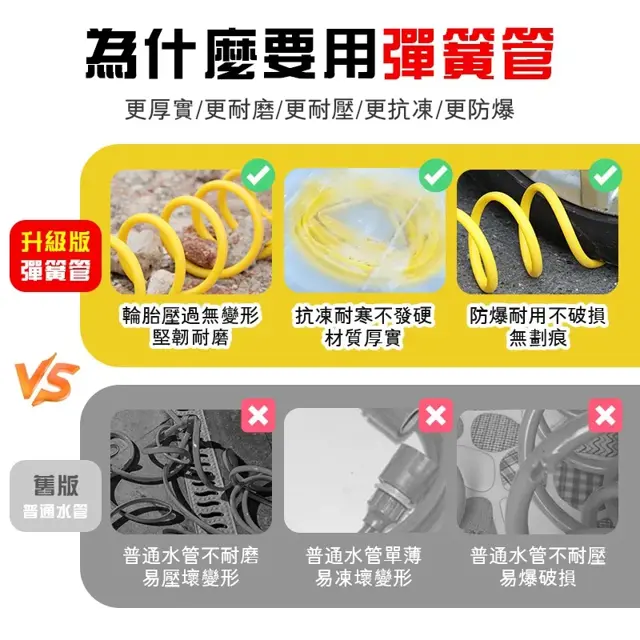 為什麼要用彈簧管
更厚實/更耐磨/更耐壓/更抗凍/更防爆
升級版
彈簧管
輪胎壓過無變形
堅韌耐磨
抗凍耐寒不發硬
材質厚實
防爆耐用不破損
無劃痕
VS
舊版
普通水管
普通水管不耐磨
易壓壞變形
普通水管單薄
易凍壞變形
普通水管不耐壓
易爆破損